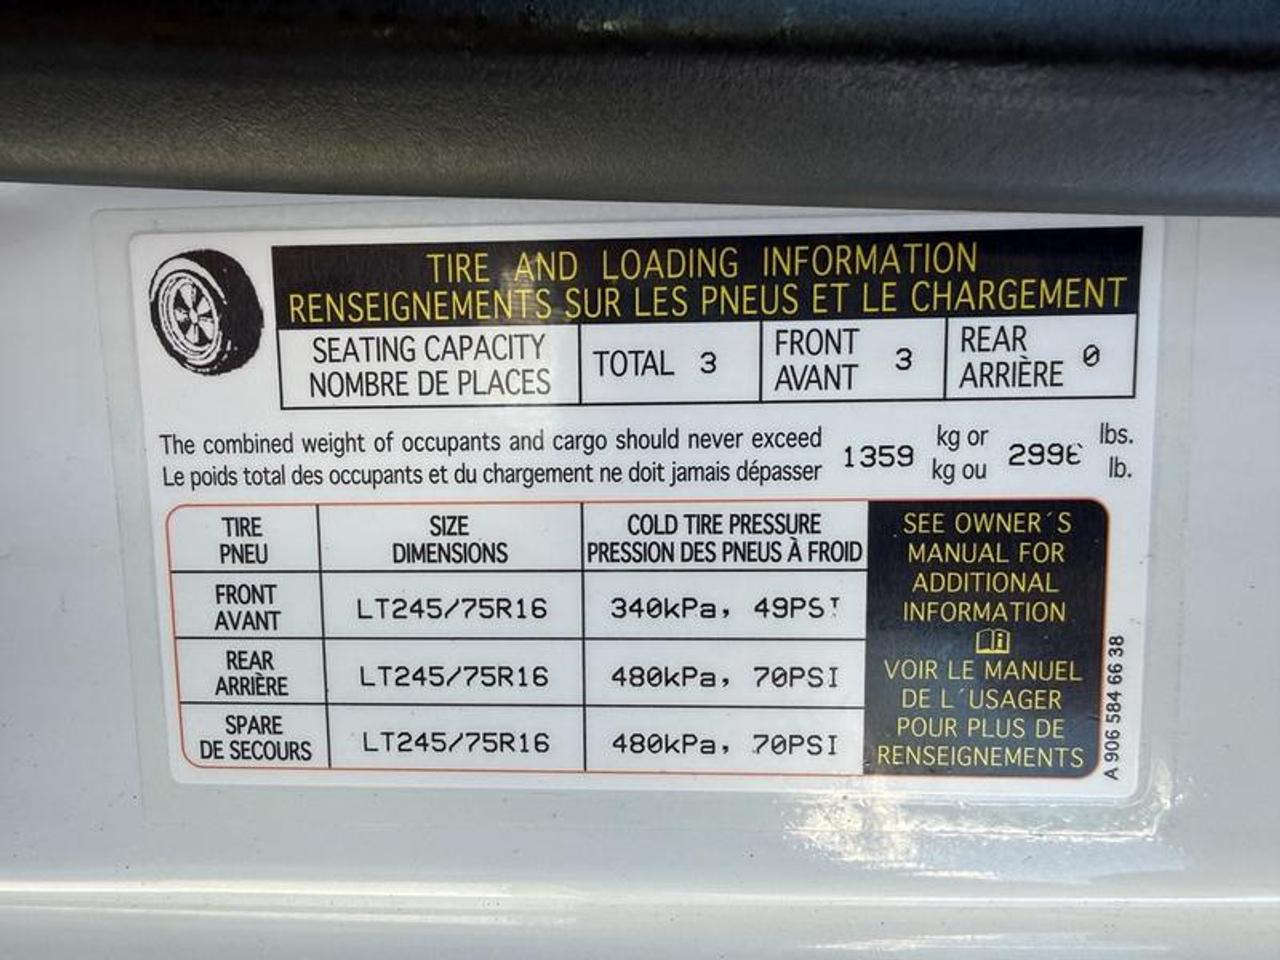 TIRE AND LOADING INFORMATION
RENSEIGNEMENTS SUR LES PNEUS ET LE CHARGEMENT
SEATING CAPACITY
NOMBRE DE PLACES
TOTAL 3
FRONT
AVANT
3
REAR
ARRIÈRE
0
The combined weight of occupants and cargo should never exceed
Le poids total des occupants et du chargement ne doit jamais dépasser
1359
kg or
kg ou
lbs.
lb.
TIRE
PNEU
SIZE
DIMENSIONS
COLD TIRE PRESSURE
PRESSION DES PNEUS À FROID
FRONT
AVANT
LT245/75R16
340kPa, 49PSI
REAR
ARRIÈRE
LT245/75R16
480kPa, 70PSI
SPARE
DE SECOURS
LT245/75R16
480kPa, 70PSI
SEE OWNER´S
MANUAL FOR
ADDITIONAL
INFORMATION
VOIR LE MANUEL
DE L´USAGER
POUR PLUS DE
RENSEIGNEMENTS
A 906 584 66 38